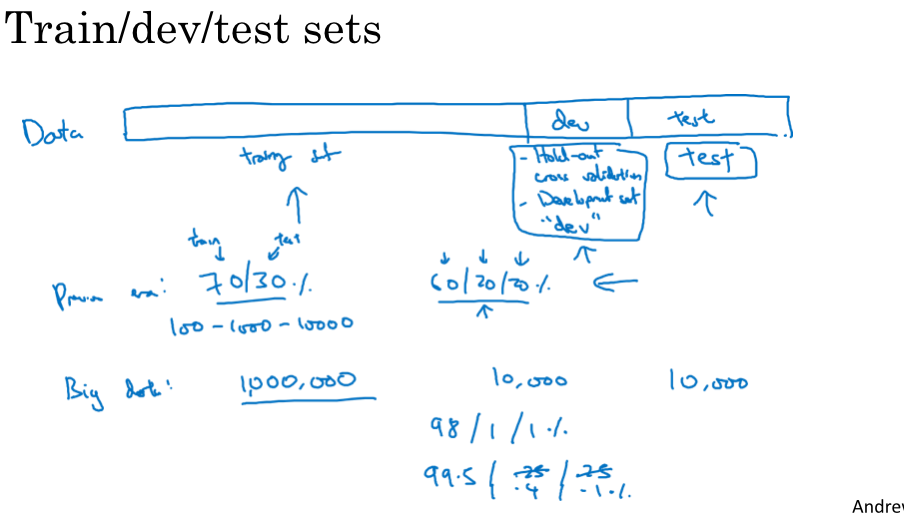 Train/dev/test sets
Data dev test
training set
- Hold-out
cross validation
- Development set
"dev"
test
train test
Previous era: 70/30% 60/20/20%
100-1000-10000
Big data: 1,000,000 10,000 10,000
98/1/1%
99.5/.25/.25
.4 .1%
Andrew